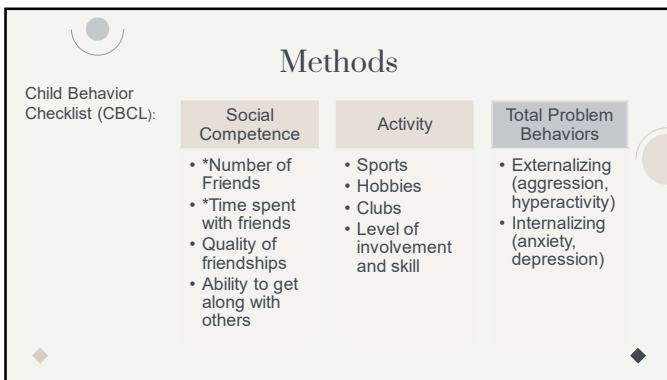 Methods
Child Behavior
Checklist (CBCL):
Social
Competence
• *Number of
Friends
• *Time spent
with friends
• Quality of
friendships
• Ability to get
along with
others
Activity
• Sports
• Hobbies
• Clubs
• Level of
involvement
and skill
Total Problem
Behaviors
• Externalizing
(aggression,
hyperactivity)
• Internalizing
(anxiety,
depression)